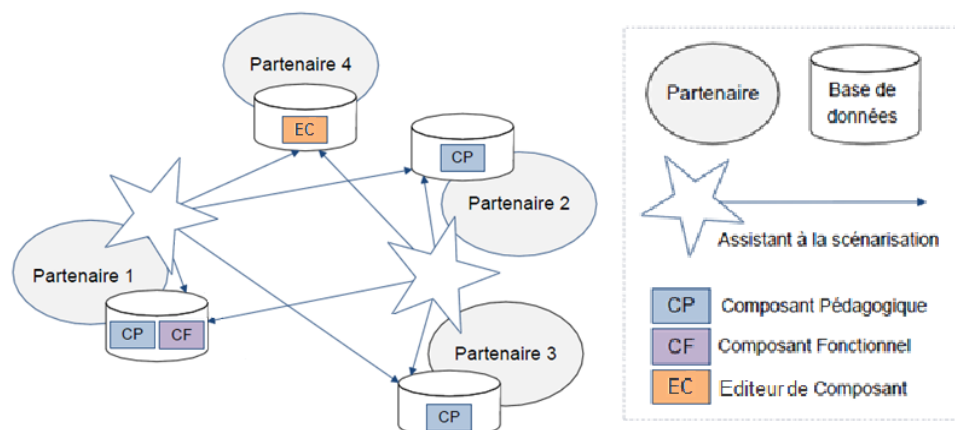 Partenaire 4
EC
CP
Partenaire 2
Partenaire 1
CP CF
Partenaire 3
CP
Partenaire
Base de
données
Assistant à la scénarisation
CP Composant Pédagogique
CF Composant Fonctionnel
EC Editeur de Composant